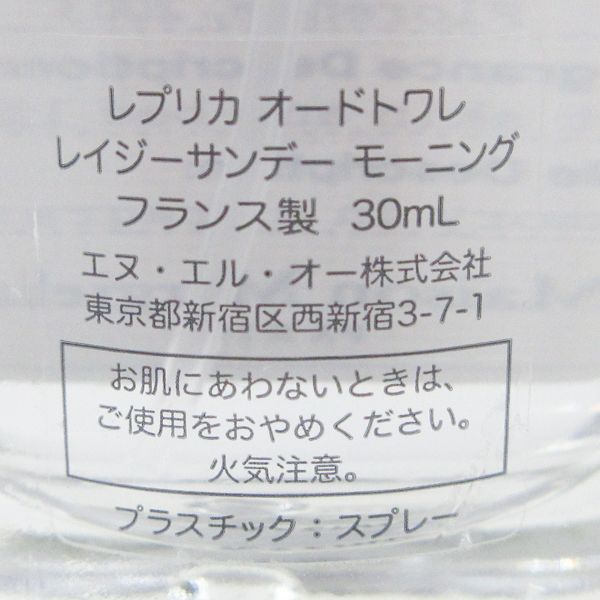 レプリカ オードトワレ
レイジーサンデー モーニング
フランス製 30mL
エヌ・エル・オー株式会社
東京都新宿区西新宿3-7-1
お肌にあわないときは、
ご使用をおやめください。
火気注意。
プラスチック：スプレー